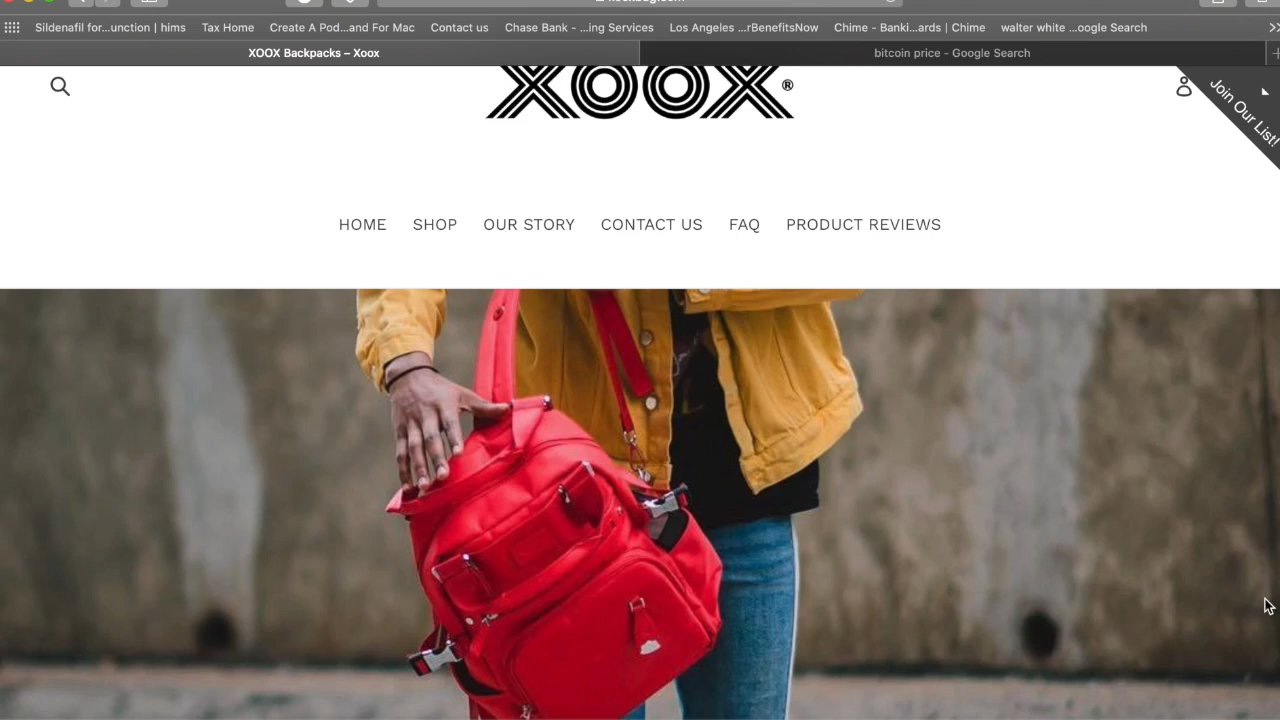 Sildenafil for...unction | hims Tax Home Create A Pod...and For Mac Contact us Chase Bank - ...ing Services Los Angeles ...rBenefitsNow Chime - Banki...ards | Chime walter white ...oogle Search
XOOX Backpacks – Xoox bitcoin price - Google Search
XOOX®
Join Our List!
HOME SHOP OUR STORY CONTACT US FAQ PRODUCT REVIEWS